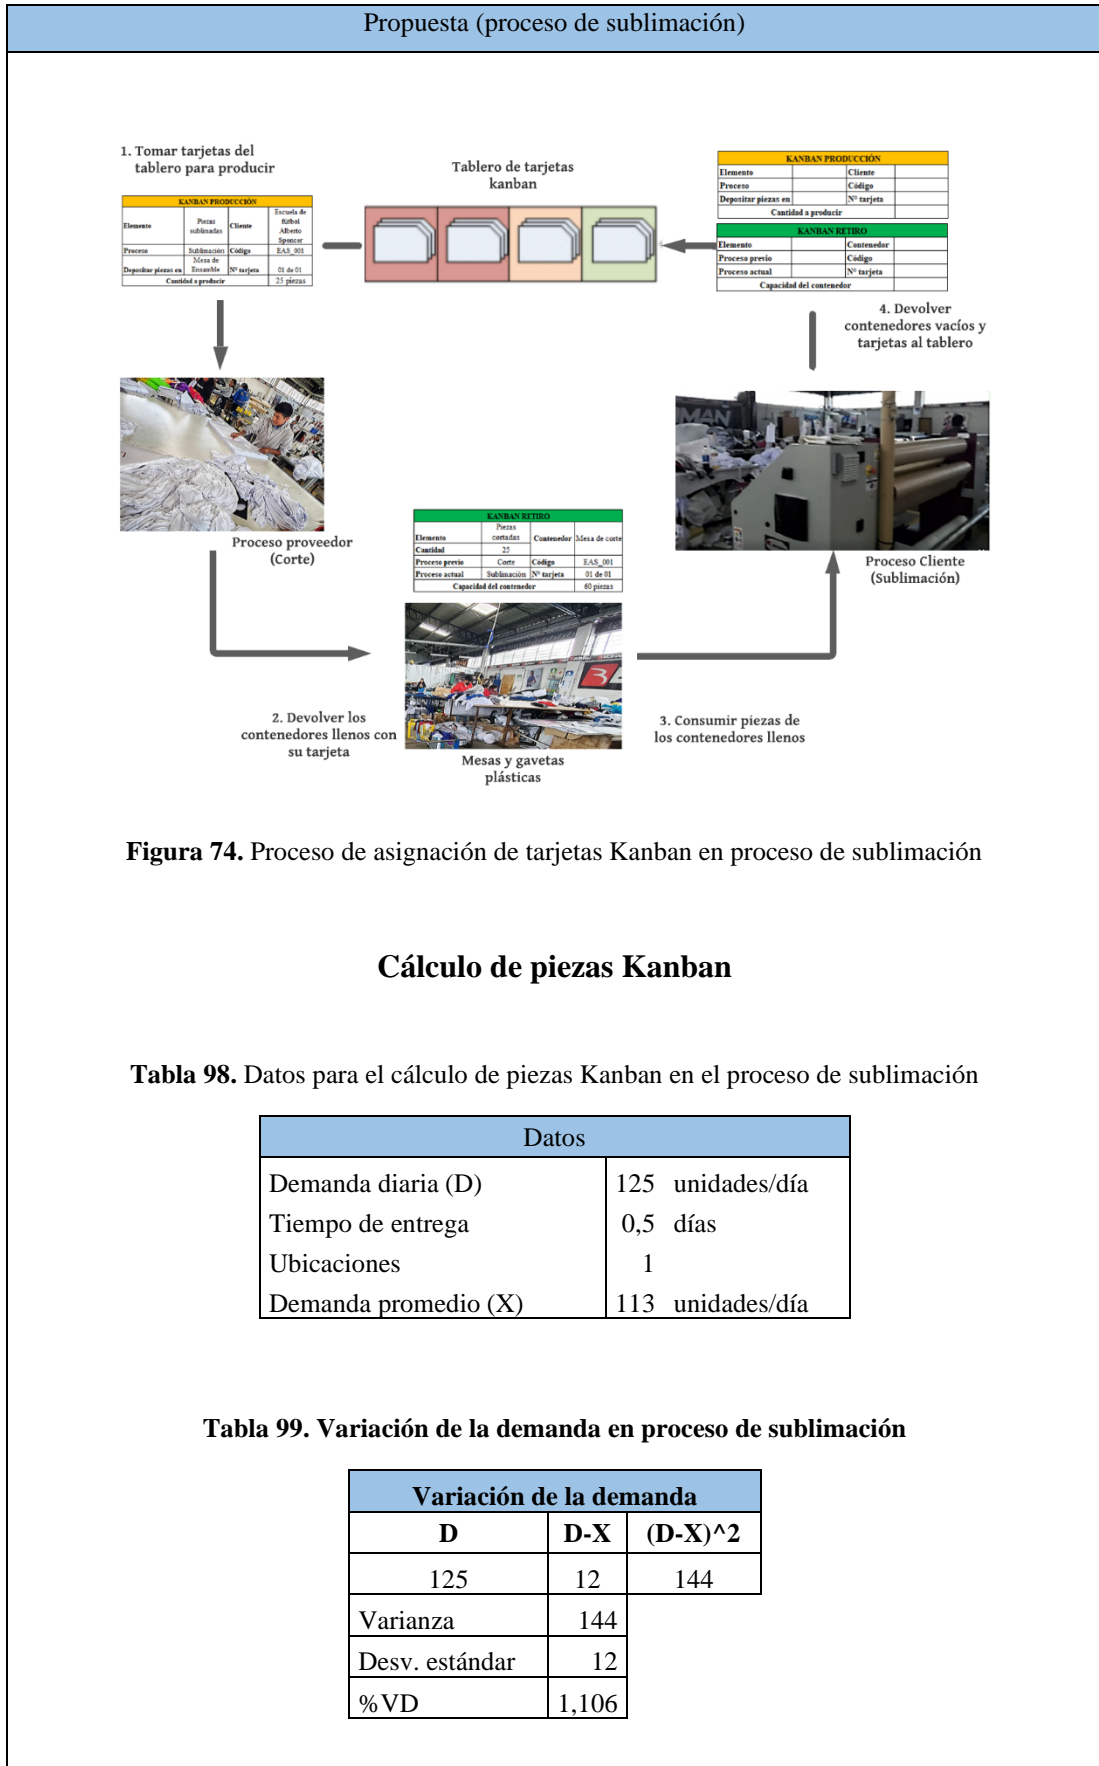 Propuesta (proceso de sublimación)
1. Tomar tarjetas del
tablero para producir
KANBAN PRODUCCIÓN
Elemento Piezas sublimadas Cliente Escuela de fútbol Alberto Spencer
Proceso Sublimación Código EAS_001
Depositar piezas en Mesa de Ensamble N° tarjeta 01 de 01
Cantidad a producir 25 piezas
Tablero de tarjetas
kanban
KANBAN PRODUCCIÓN
Elemento Cliente
Proceso Código
Depositar piezas en N° tarjeta
Cantidad a producir
KANBAN RETIRO
Elemento Contenedor
Proceso previo Código
Proceso actual N° tarjeta
Capacidad del contenedor
4. Devolver
contenedores vacíos y
tarjetas al tablero
Proceso proveedor
(Corte)
KANBAN RETIRO
Elemento Piezas cortadas Contenedor Mesa de corte
Cantidad 25
Proceso previo Corte Código EAS_001
Proceso actual Sublimación N° tarjeta 01 de 01
Capacidad del contenedor 60 piezas
MAN
Proceso Cliente
(Sublimación)
2. Devolver los
contenedores llenos con
su tarjeta
Mesas y gavetas
plásticas
3. Consumir piezas de
los contenedores llenos
Figura 74. Proceso de asignación de tarjetas Kanban en proceso de sublimación
Cálculo de piezas Kanban
Tabla 98. Datos para el cálculo de piezas Kanban en el proceso de sublimación
Datos
Demanda diaria (D) 125 unidades/día
Tiempo de entrega 0,5 días
Ubicaciones 1
Demanda promedio (X) 113 unidades/día
Tabla 99. Variación de la demanda en proceso de sublimación
Variación de la demanda
D D-X (D-X)^2
125 12 144
Varianza 144
Desv. estándar 12
%VD 1,106